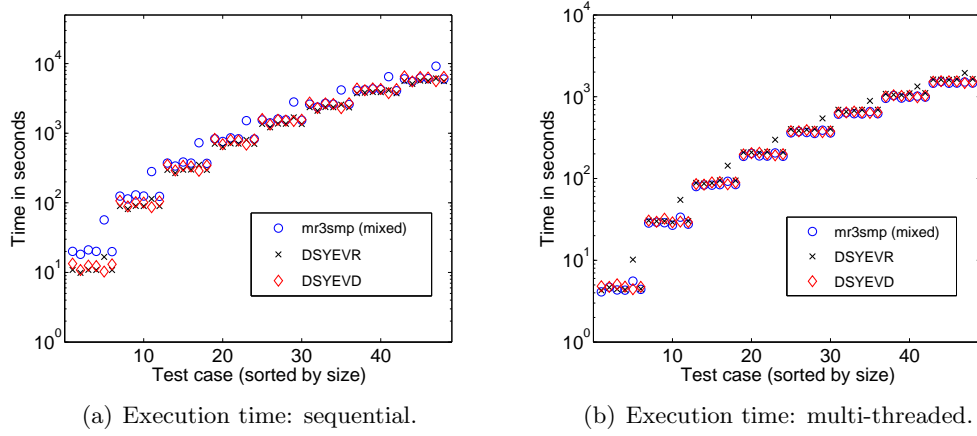 10^4
10^3
10^2
10^1
10^0
Time in seconds
10
20
30
40
Test case (sorted by size)
mr3smp (mixed)
DSYEVR
DSYEVD
(a) Execution time: sequential.
10^4
10^3
10^2
10^1
10^0
Time in seconds
10
20
30
40
Test case (sorted by size)
mr3smp (mixed)
DSYEVR
DSYEVD
(b) Execution time: multi-threaded.